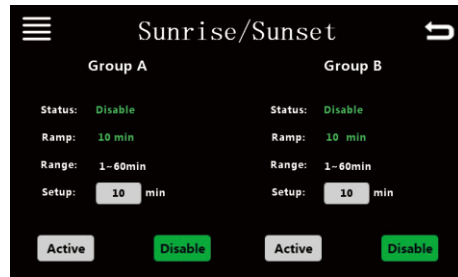 Sunrise/Sunset
Group A Group B
Status: Disable Status: Disable
Ramp: 10 min Ramp: 10 min
Range: 1~60min Range: 1~60min
Setup: 10 min Setup: 10 min
Active Disable Active Disable